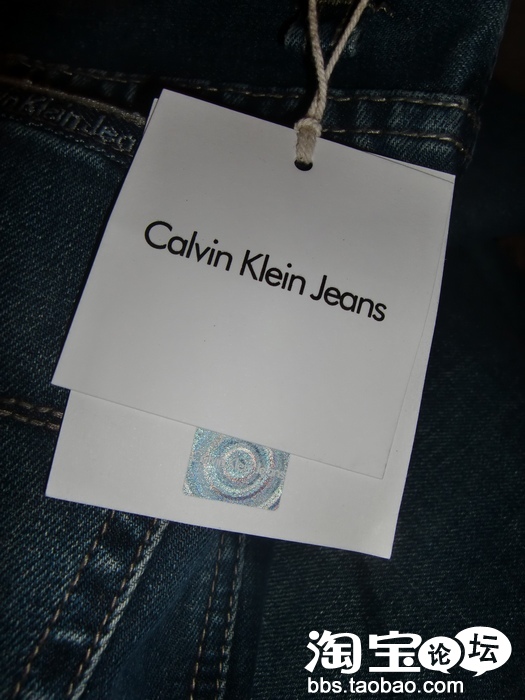 Calvin Klein Jeans
淘宝论坛
bbs.taobao.com